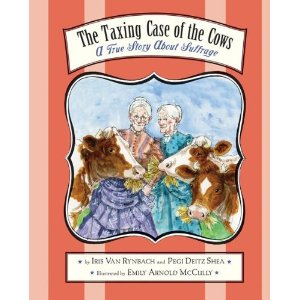 The Taxing Case of the Cows
A True Story About Suffrage
by Iris Van Rynbach and Pegi Deitz Shea
Illustrated by Emily Arnold McCully